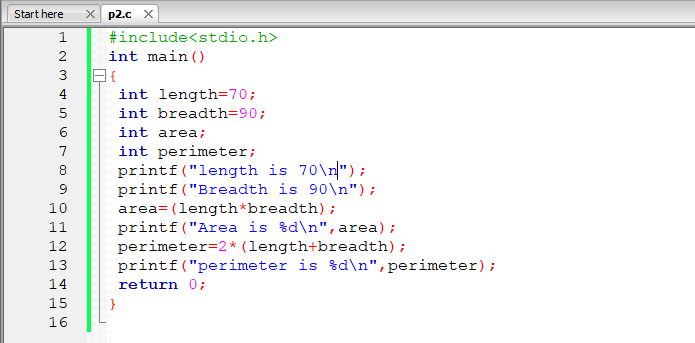 Start here p2.c
1 #include<stdio.h>
2 int main()
3 {
4 int length=70;
5 int breadth=90;
6 int area;
7 int perimeter;
8 printf("length is 70\n");
9 printf("Breadth is 90\n");
10 area=(length*breadth);
11 printf("Area is %d\n",area);
12 perimeter=2*(length+breadth);
13 printf("perimeter is %d\n",perimeter);
14 return 0;
15 }
16